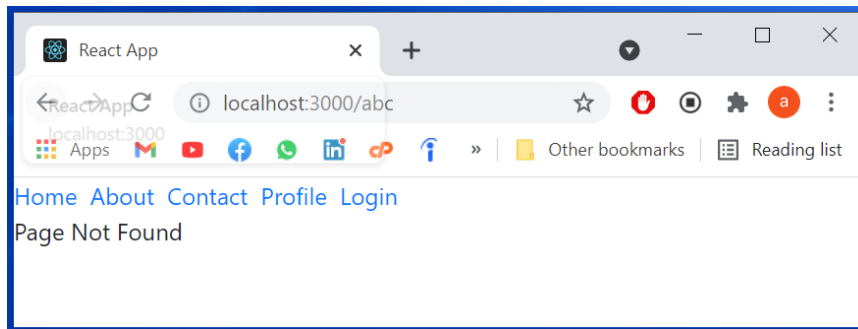 React App
localhost:3000/abc
React App
localhost:3000
a
Apps
in
»
Other bookmarks
Reading list
Home About Contact Profile Login
Page Not Found